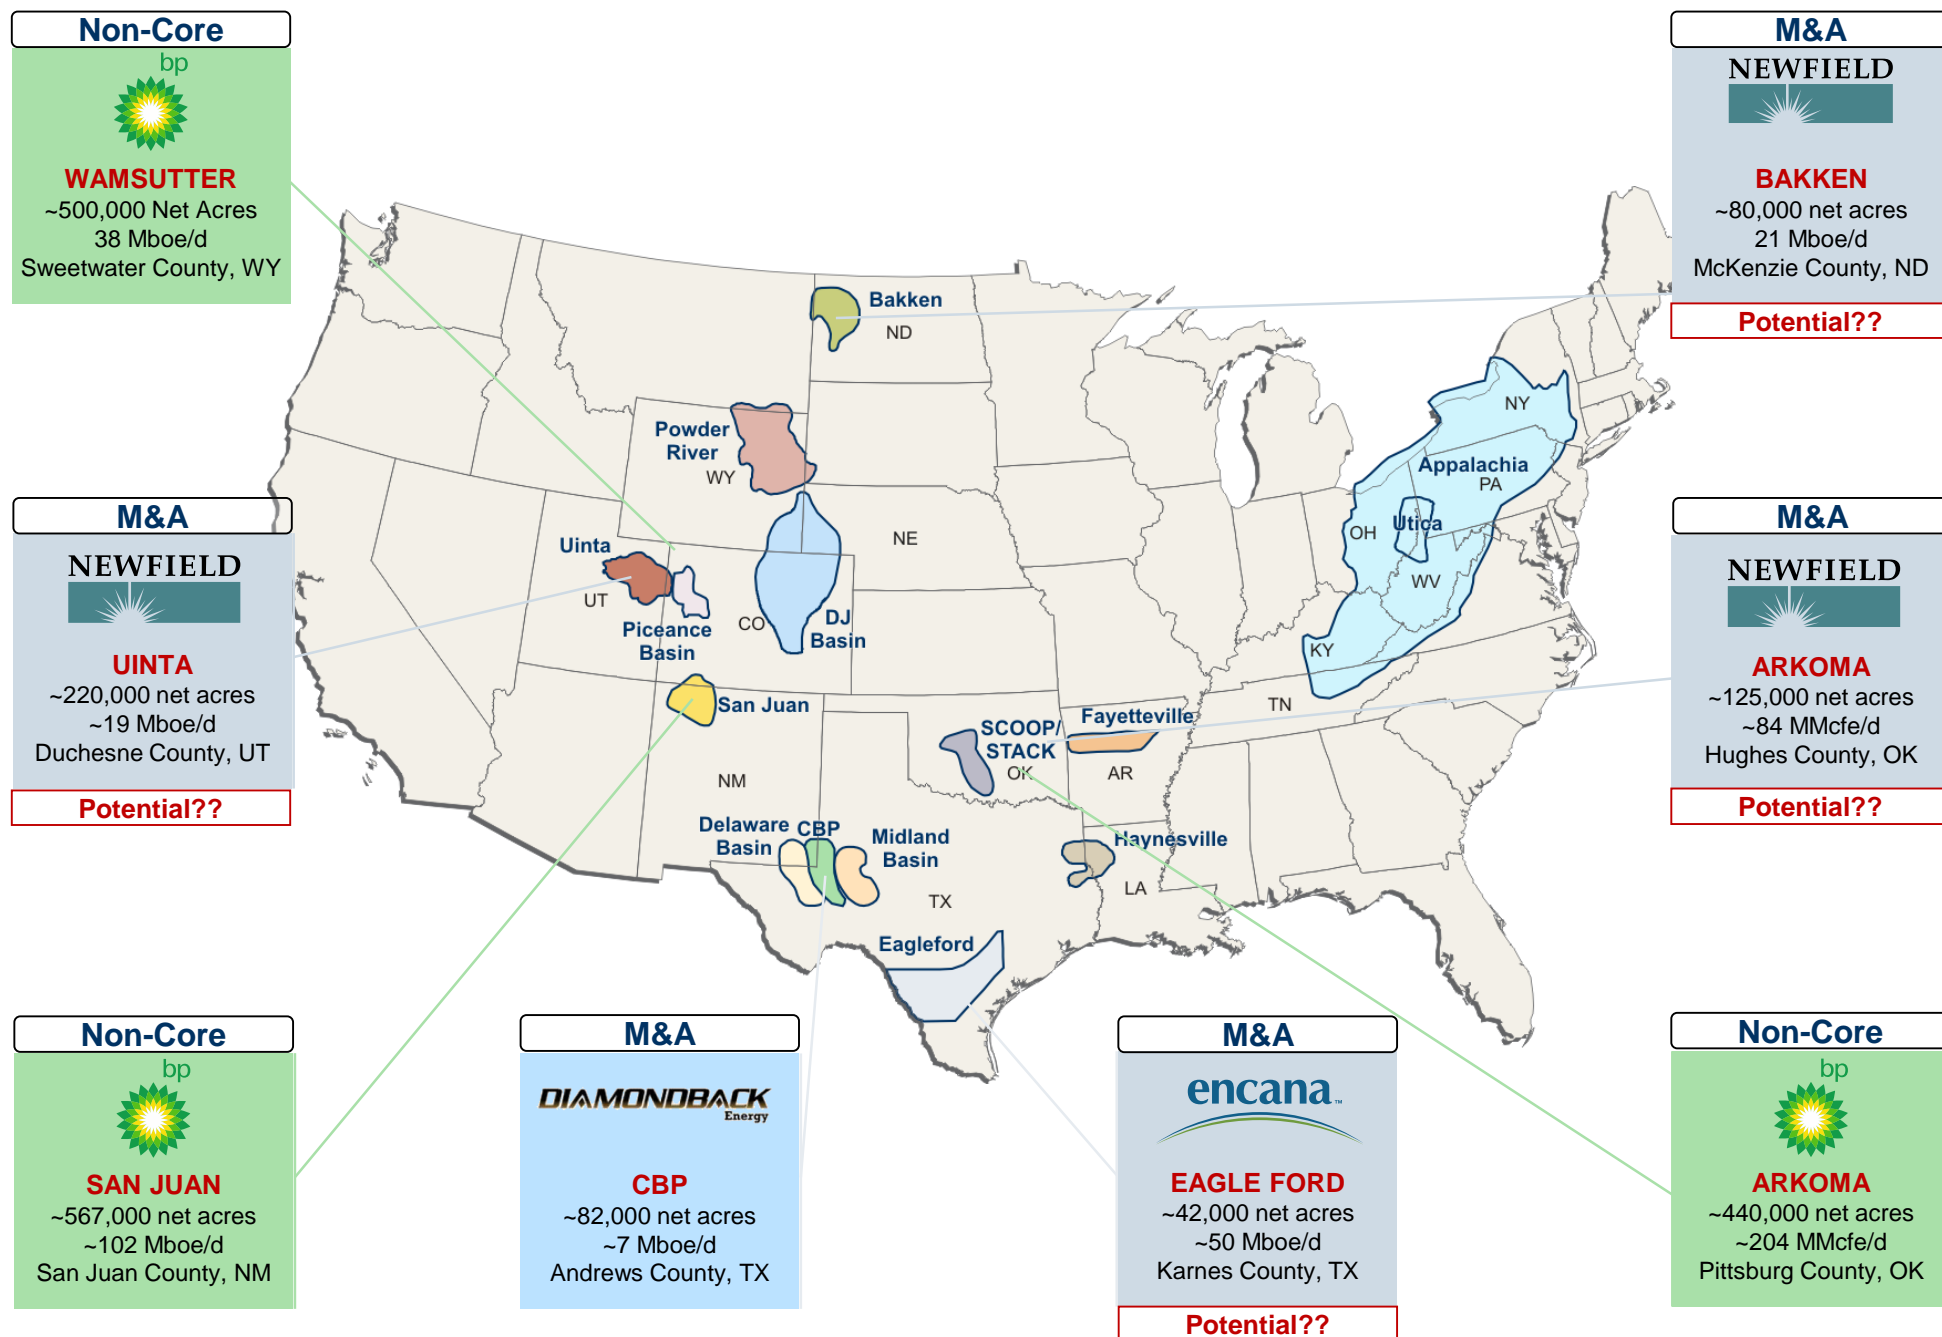 Non-Core
bp
WAMSUTTER
~500,000 Net Acres
38 Mboe/d
Sweetwater County, WY
M&A
NEWFIELD
BAKKEN
~80,000 net acres
21 Mboe/d
McKenzie County, ND
Potential??
M&A
NEWFIELD
UINTA
~220,000 net acres
~19 Mboe/d
Duchesne County, UT
Potential??
Bakken
ND
Powder
River
WY
NE
Uinta
UT
Piceance
Basin
CO
DJ
Basin
San Juan
NM
SCOOP/
STACK
OK
Fayetteville
AR
TN
Delaware
Basin
CBP
Midland
Basin
TX
Haynesville
LA
Eagleford
NY
Appalachia
PA
Utica
OH
WV
KY
M&A
NEWFIELD
ARKOMA
~125,000 net acres
~84 MMcfe/d
Hughes County, OK
Potential??
Non-Core
bp
SAN JUAN
~567,000 net acres
~102 Mboe/d
San Juan County, NM
M&A
DIAMONDBACK
Energy
CBP
~82,000 net acres
~7 Mboe/d
Andrews County, TX
M&A
encana™
EAGLE FORD
~42,000 net acres
~50 Mboe/d
Karnes County, TX
Potential??
Non-Core
bp
ARKOMA
~440,000 net acres
~204 MMcfe/d
Pittsburg County, OK